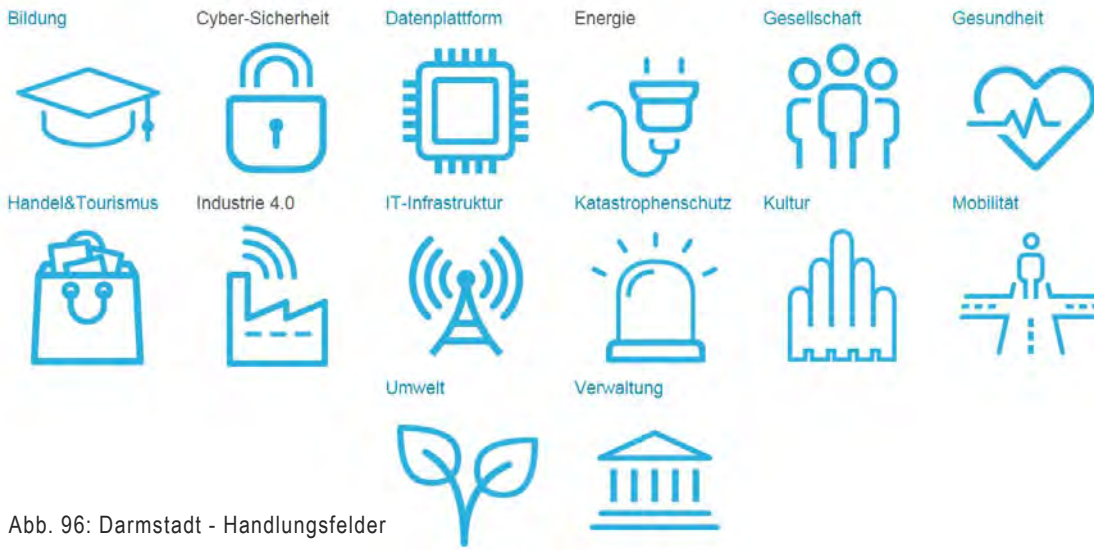 Bildung Cyber-Sicherheit Datenplattform Energie Gesellschaft Gesundheit
Handel&Tourismus Industrie 4.0 IT-Infrastruktur Katastrophenschutz Kultur Mobilität
Umwelt Verwaltung
Abb. 96: Darmstadt - Handlungsfelder